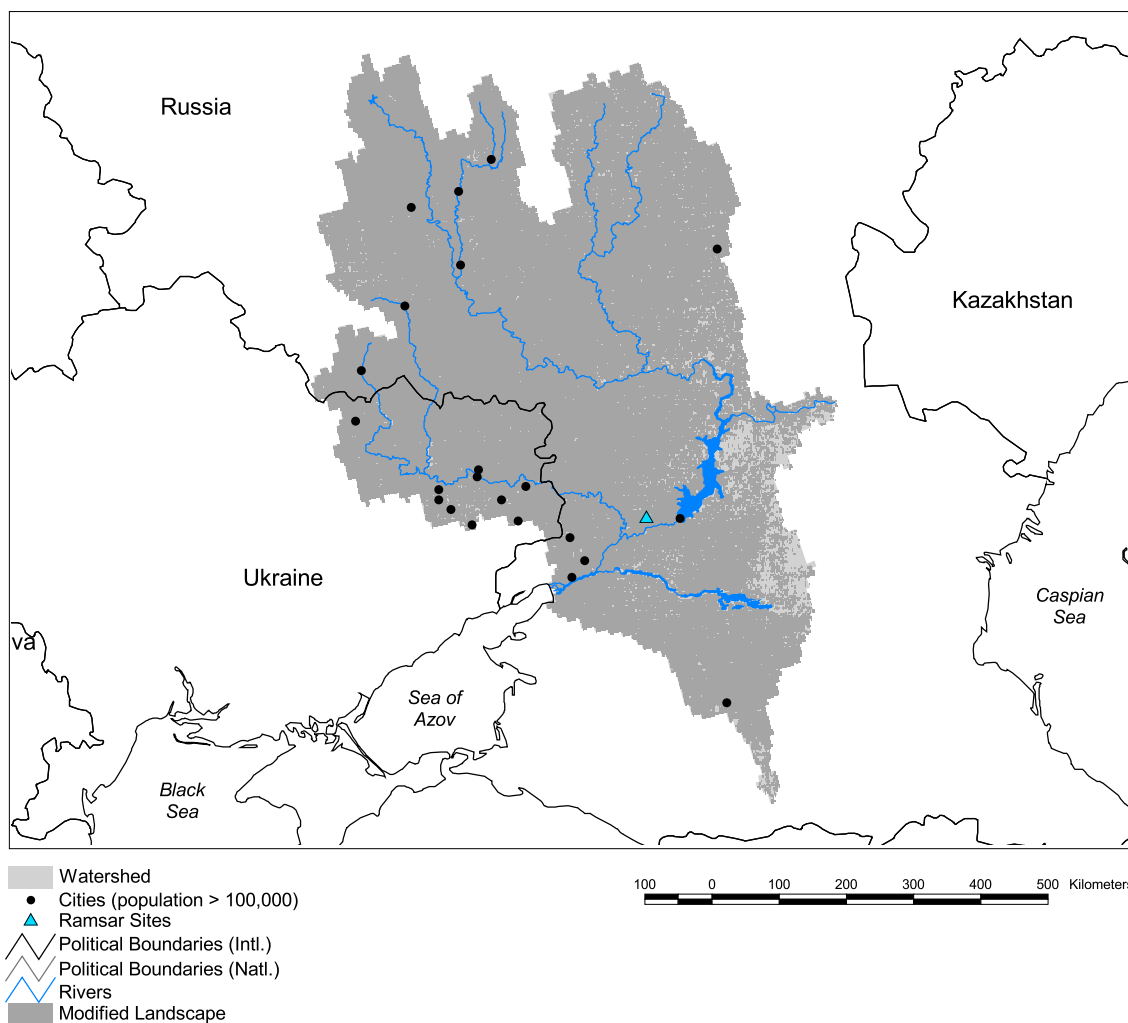 Russia
Kazakhstan
Ukraine
Caspian
Sea
va
Sea of
Azov
Black
Sea
Watershed
Cities (population > 100,000)
Ramsar Sites
Political Boundaries (Intl.)
Political Boundaries (Natl.)
Rivers
Modified Landscape
100 0 100 200 300 400 500 Kilometers